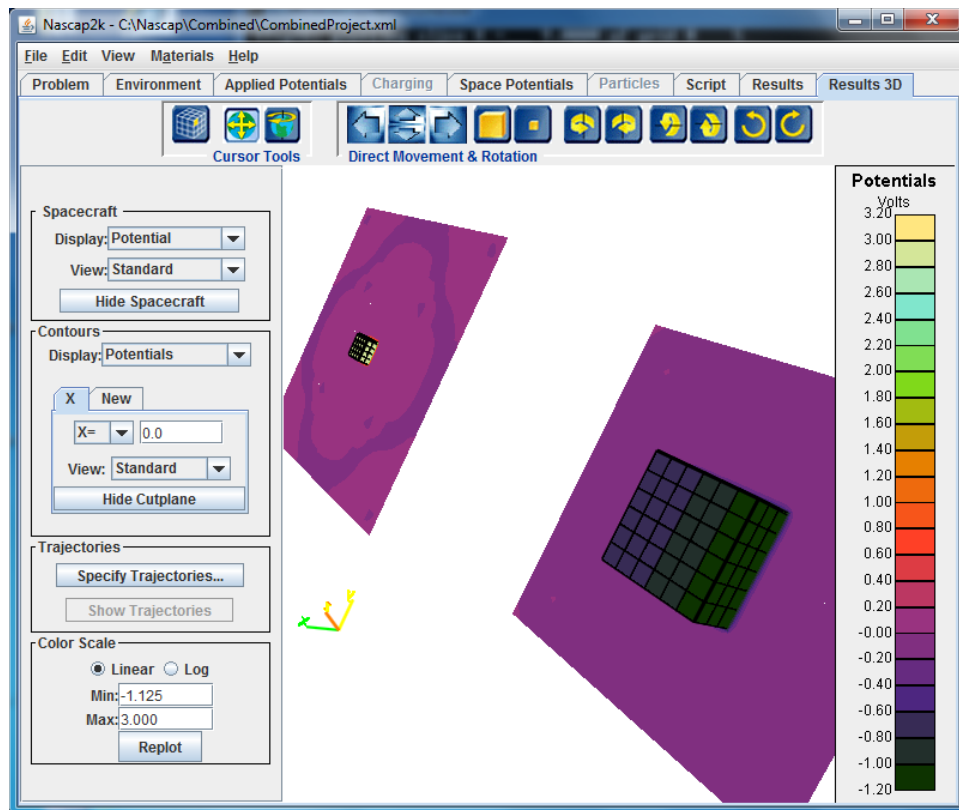 Nascap2k - C:\Nascap\Combined\CombinedProject.xml
File Edit View Materials Help
Problem Environment Applied Potentials Charging Space Potentials Particles Script Results Results 3D
Cursor Tools
Direct Movement & Rotation
Spacecraft
Display: Potential
View: Standard
Hide Spacecraft
Contours
Display: Potentials
X New
X= 0.0
View: Standard
Hide Cutplane
Trajectories
Specify Trajectories...
Show Trajectories
Color Scale
Linear Log
Min: -1.125
Max: 3.000
Replot
X
Z
Y
Potentials
Volts
3.20
3.00
2.80
2.60
2.40
2.20
2.00
1.80
1.60
1.40
1.20
1.00
0.80
0.60
0.40
0.20
-0.00
-0.20
-0.40
-0.60
-0.80
-1.00
-1.20